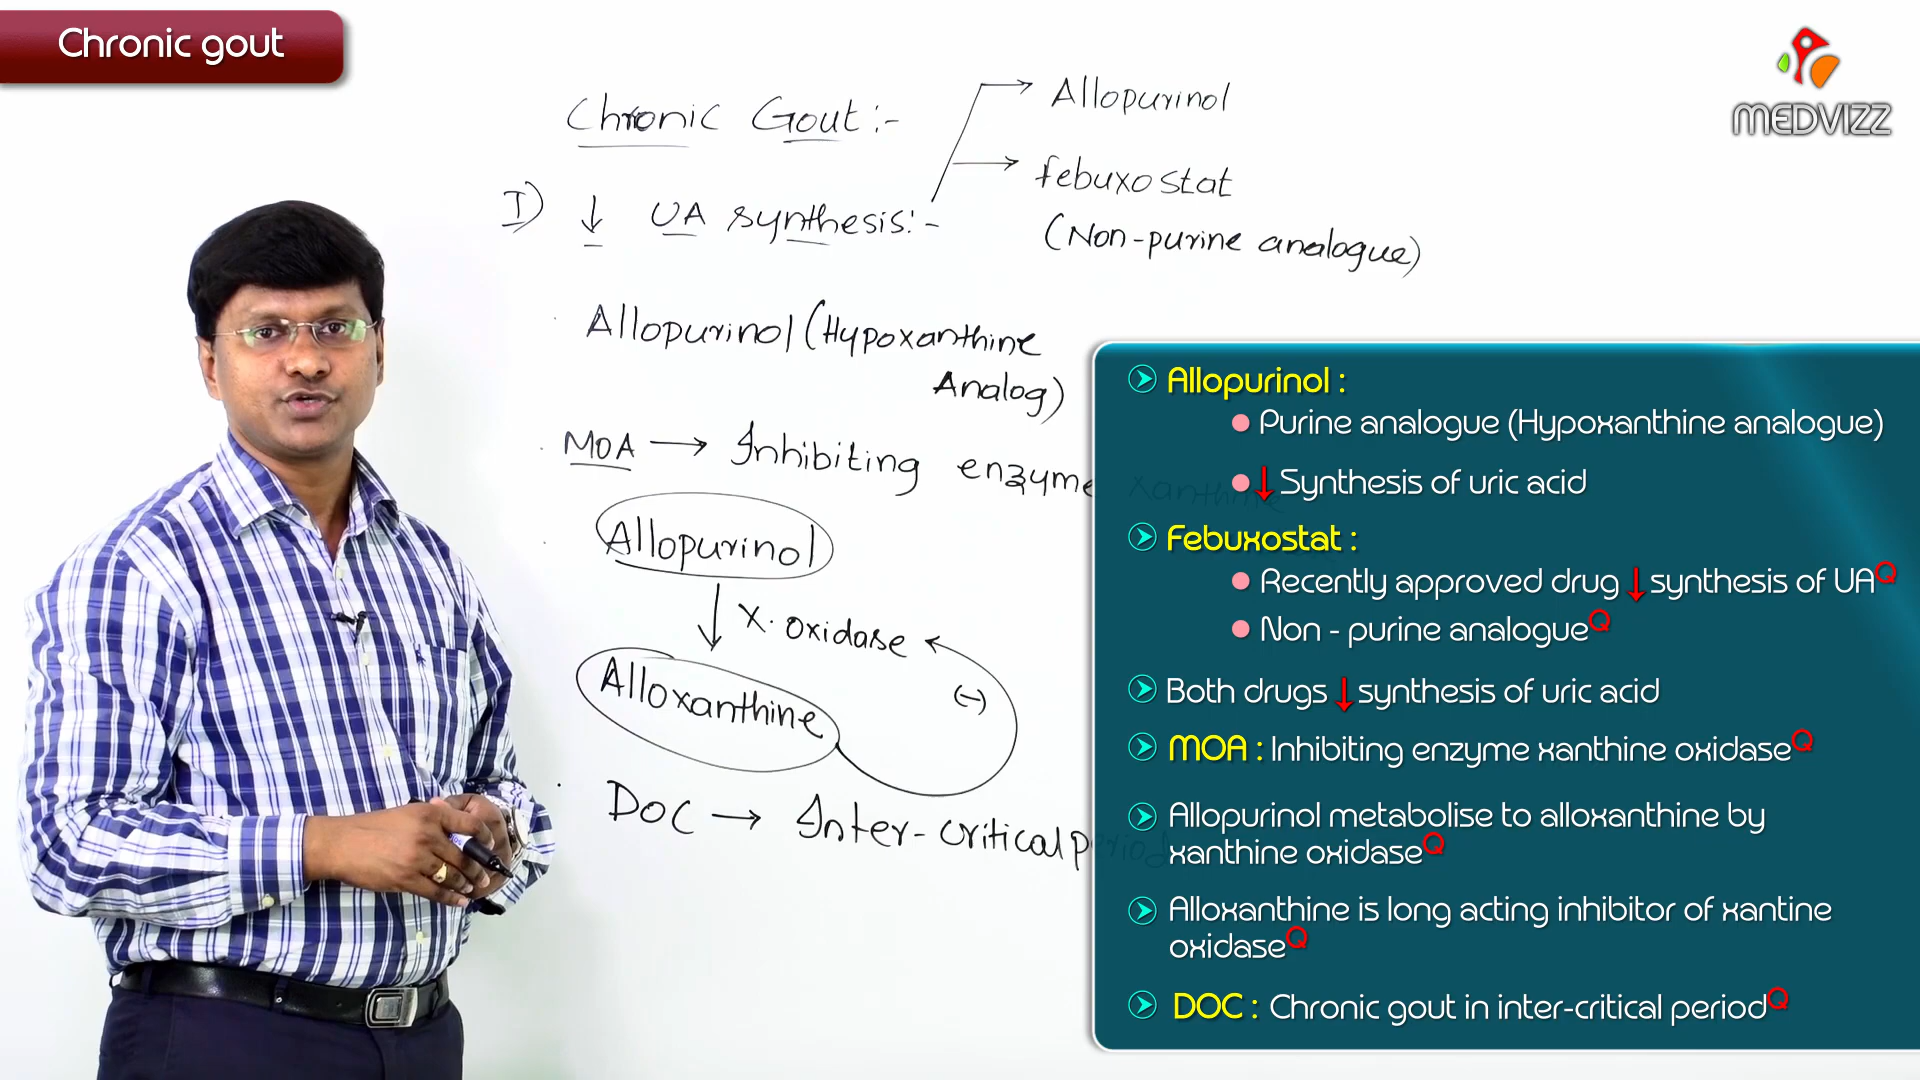 Chronic gout
MEDVIZZ
Chronic Gout :-
Allopurinol
febuxostat
(Non-purine analogue)
I) ↓ UA synthesis:-
Allopurinol (Hypoxanthine
Analog)
MOA → Inhibiting enzyme xanthine
Allopurinol
↓ X. oxidase
(-)
Alloxanthine
DOC → Inter-critical period
Allopurinol :
Purine analogue (Hypoxanthine analogue)
↓ Synthesis of uric acid
Febuxostat :
Recently approved drug ↓ synthesis of UA Q
Non - purine analogue Q
Both drugs ↓ synthesis of uric acid
MOA : Inhibiting enzyme xanthine oxidase Q
Allopurinol metabolise to alloxanthine by
xanthine oxidase Q
Alloxanthine is long acting inhibitor of xantine
oxidase Q
DOC : Chronic gout in inter-critical period Q